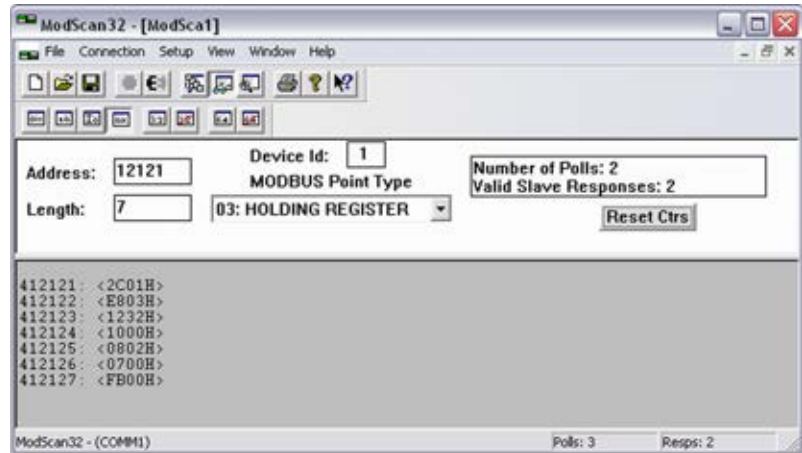 ModScan32 - [ModSca1]
File Connection Setup View Window Help
Address: 12121
Device Id: 1
MODBUS Point Type
Length: 7
03: HOLDING REGISTER
Number of Polls: 2
Valid Slave Responses: 2
Reset Ctrs
412121: <2C01H>
412122: <E803H>
412123: <1232H>
412124: <1000H>
412125: <0802H>
412126: <0700H>
412127: <FB00H>
ModScan32 - (COMM1)
Polls: 3
Resps: 2